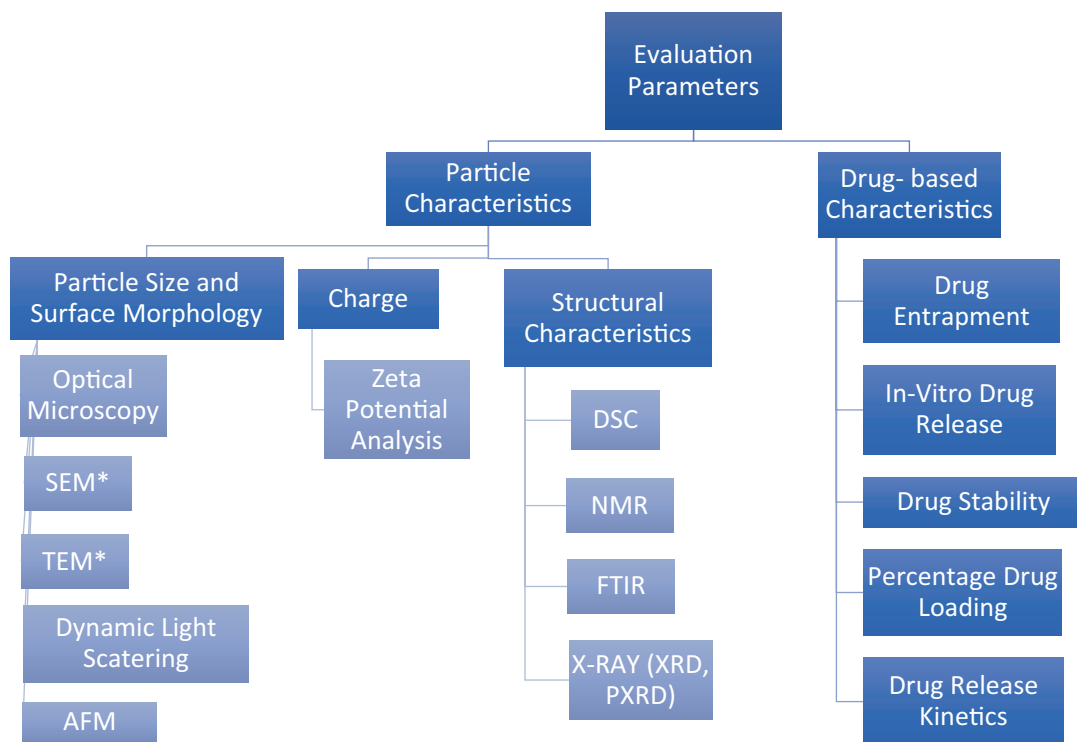 Evaluation
Parameters
Particle
Characteristics
Drug- based
Characteristics
Particle Size and
Surface Morphology
Charge
Structural
Characteristics
Optical
Microscopy
SEM*
TEM*
Dynamic Light
Scatering
AFM
Zeta
Potential
Analysis
DSC
NMR
FTIR
X-RAY (XRD,
PXRD)
Drug
Entrapment
In-Vitro Drug
Release
Drug Stability
Percentage Drug
Loading
Drug Release
Kinetics